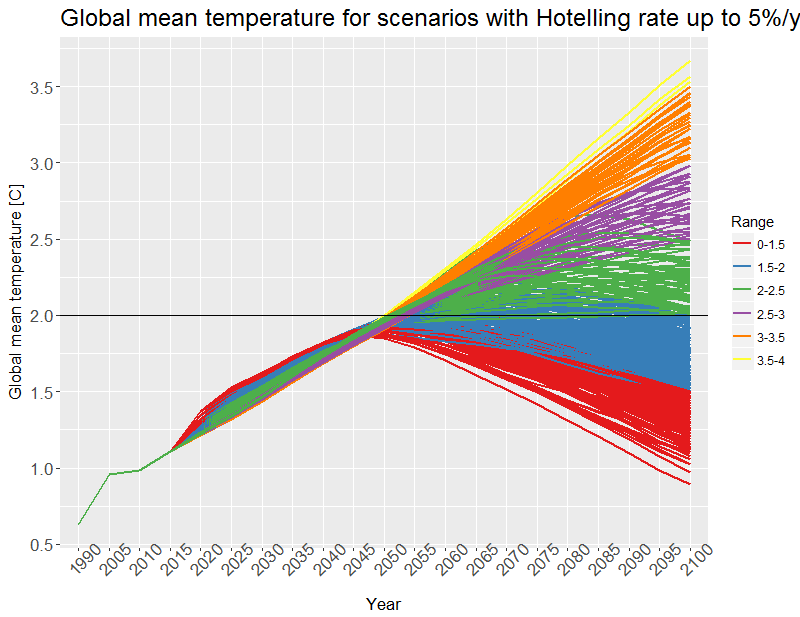 Global mean temperature for scenarios with Hotelling rate up to 5%/y
Global mean temperature [C]
3.5
3.0
2.5
2.0
1.5
1.0
0.5
1990 2005 2010 2015 2020 2025 2030 2035 2040 2045 2050 2055 2060 2065 2070 2075 2080 2085 2090 2095 2100
Year
Range
0-1.5
1.5-2
2-2.5
2.5-3
3-3.5
3.5-4